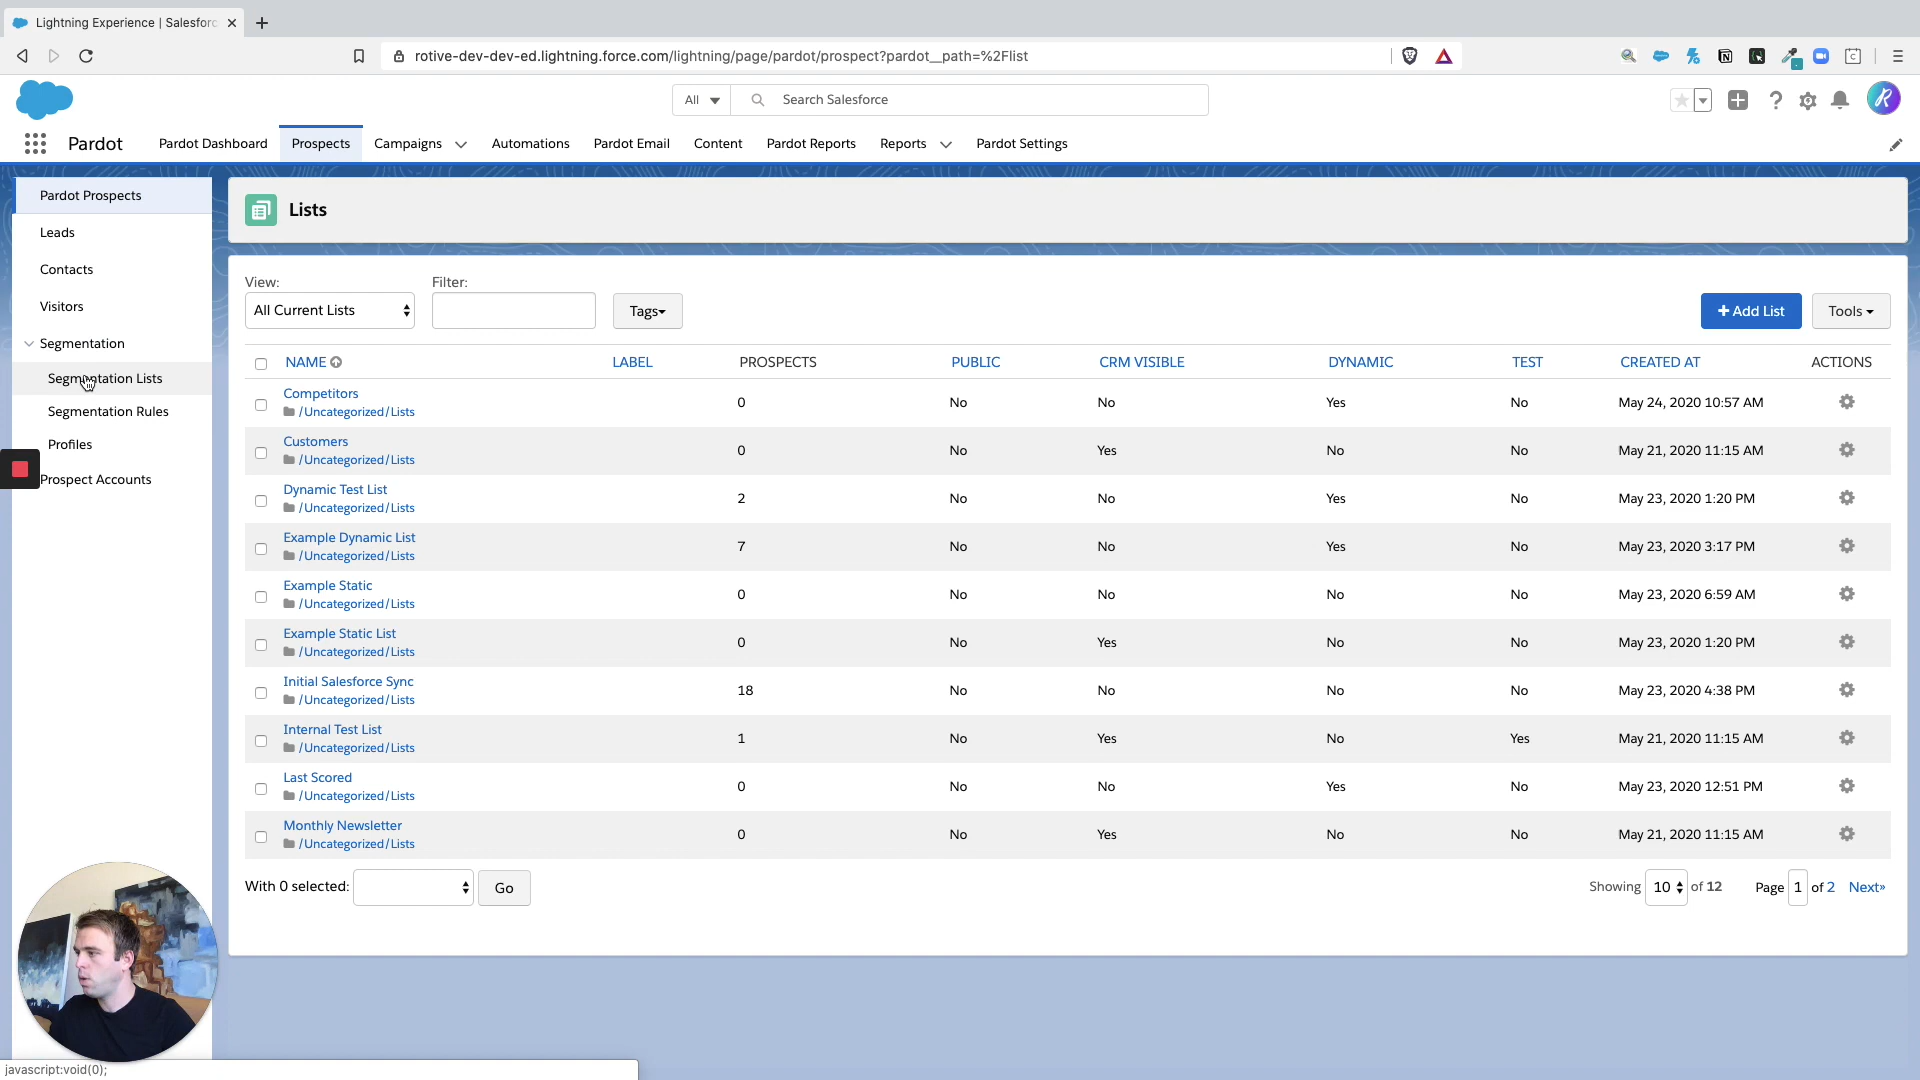 Lightning Experience | Salesforc
rotive-dev-dev-ed.lightning.force.com/lightning/page/pardot/prospect?pardot__path=%2Flist
All
Search Salesforce
Pardot
Pardot Dashboard
Prospects
Campaigns
Automations
Pardot Email
Content
Pardot Reports
Reports
Pardot Settings
Pardot Prospects
Leads
Contacts
Visitors
Segmentation
Segmentation Lists
Segmentation Rules
Profiles
Prospect Accounts
Lists
View:
All Current Lists
Filter:
Tags
+ Add List
Tools
NAME LABEL PROSPECTS PUBLIC CRM VISIBLE DYNAMIC TEST CREATED AT ACTIONS
Competitors
/Uncategorized/Lists
0 No No Yes No May 24, 2020 10:57 AM
Customers
/Uncategorized/Lists
0 No Yes No No May 21, 2020 11:15 AM
Dynamic Test List
/Uncategorized/Lists
2 No No Yes No May 23, 2020 1:20 PM
Example Dynamic List
/Uncategorized/Lists
7 No No Yes No May 23, 2020 3:17 PM
Example Static
/Uncategorized/Lists
0 No No No No May 23, 2020 6:59 AM
Example Static List
/Uncategorized/Lists
0 No Yes No No May 23, 2020 1:20 PM
Initial Salesforce Sync
/Uncategorized/Lists
18 No No No No May 23, 2020 4:38 PM
Internal Test List
/Uncategorized/Lists
1 No Yes No Yes May 21, 2020 11:15 AM
Last Scored
/Uncategorized/Lists
0 No No Yes No May 23, 2020 12:51 PM
Monthly Newsletter
/Uncategorized/Lists
0 No Yes No No May 21, 2020 11:15 AM
With 0 selected:
Go
Showing 10 of 12
Page 1 of 2 Next»
javascript:void(0);